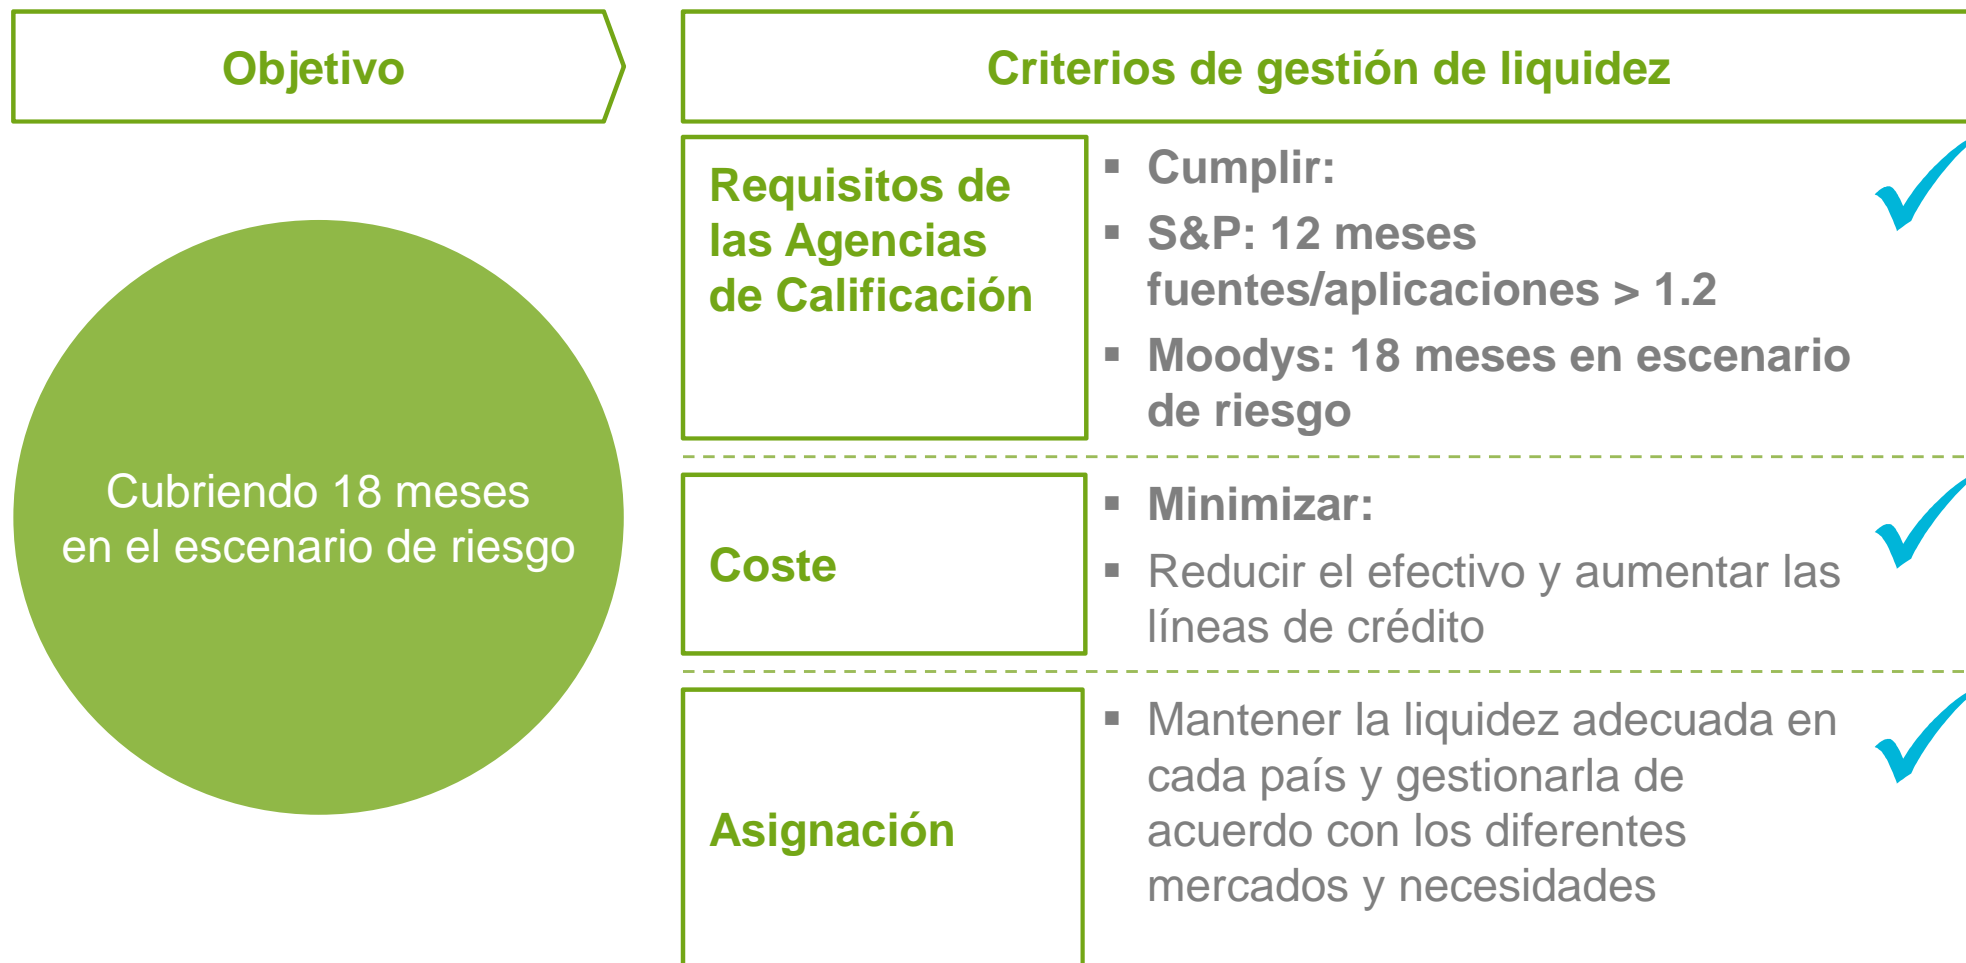 Objetivo
Criterios de gestión de liquidez
Cubriendo 18 meses
en el escenario de riesgo
Requisitos de
las Agencias
de Calificación
▪ Cumplir:
▪ S&P: 12 meses
fuentes/aplicaciones > 1.2
▪ Moodys: 18 meses en escenario
de riesgo
Coste
▪ Minimizar:
▪ Reducir el efectivo y aumentar las
líneas de crédito
Asignación
▪ Mantener la liquidez adecuada en
cada país y gestionarla de
acuerdo con los diferentes
mercados y necesidades